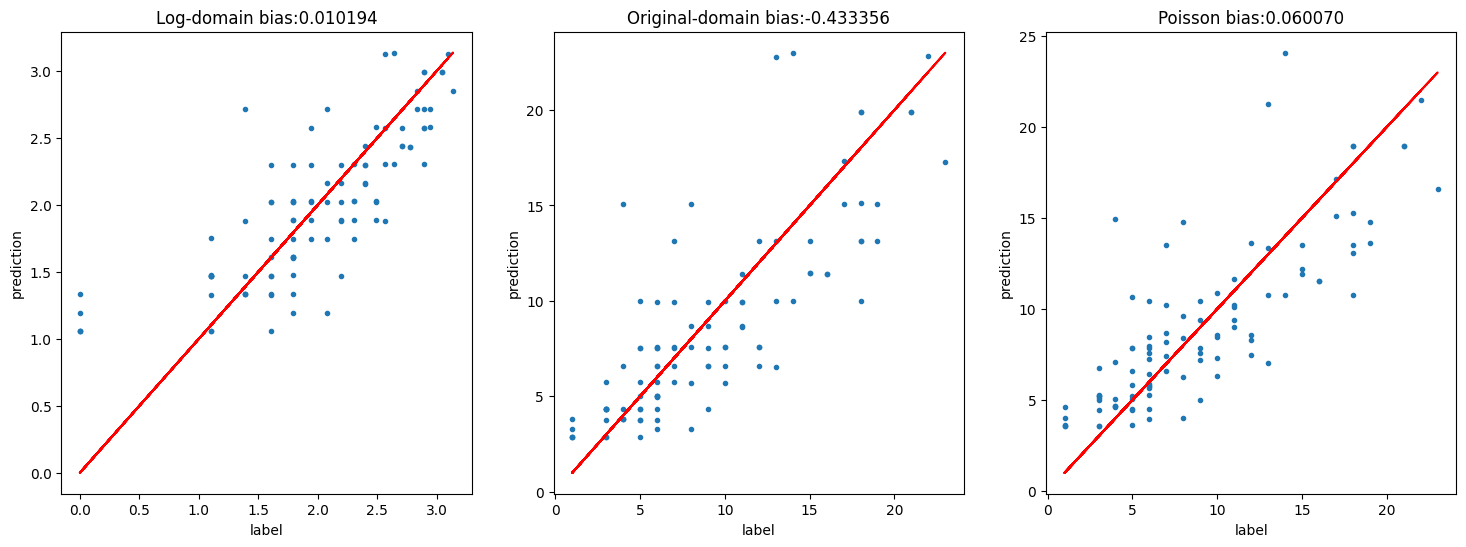 Log-domain bias:0.010194
3.0
2.5
2.0
1.5
1.0
0.5
0.0
prediction
0.0 0.5 1.0 1.5 2.0 2.5 3.0
label
Original-domain bias:-0.433356
20
15
10
5
0
prediction
0 5 10 15 20
label
Poisson bias:0.060070
25
20
15
10
5
0
prediction
0 5 10 15 20
label